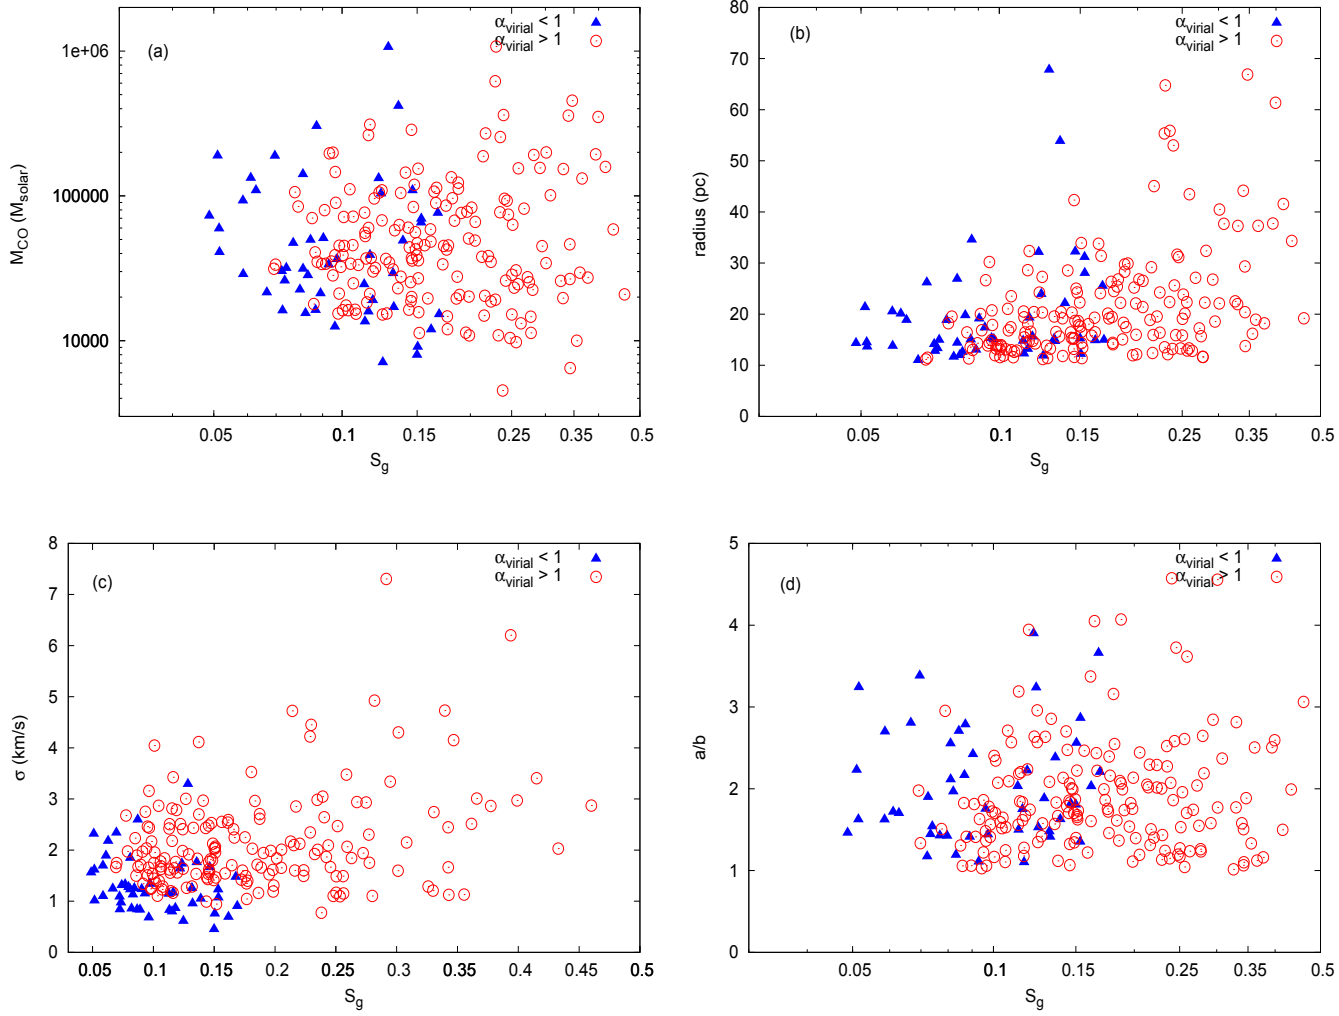 (a)
α_virial < 1
α_virial > 1
1e+06
100000
10000
M_CO (M_solar)
0.05
0.1
0.15
0.25
0.35
0.5
S_g
(b)
α_virial < 1
α_virial > 1
80
70
60
50
40
30
20
10
0
radius (pc)
0.05
0.1
0.15
0.25
0.35
0.5
S_g
(c)
α_virial < 1
α_virial > 1
8
7
6
5
4
3
2
1
0
σ (km/s)
0.05
0.1
0.15
0.2
0.25
0.3
0.35
0.4
0.45
0.5
S_g
(d)
α_virial < 1
α_virial > 1
5
4
3
2
1
0
a/b
0.05
0.1
0.15
0.25
0.35
0.5
S_g